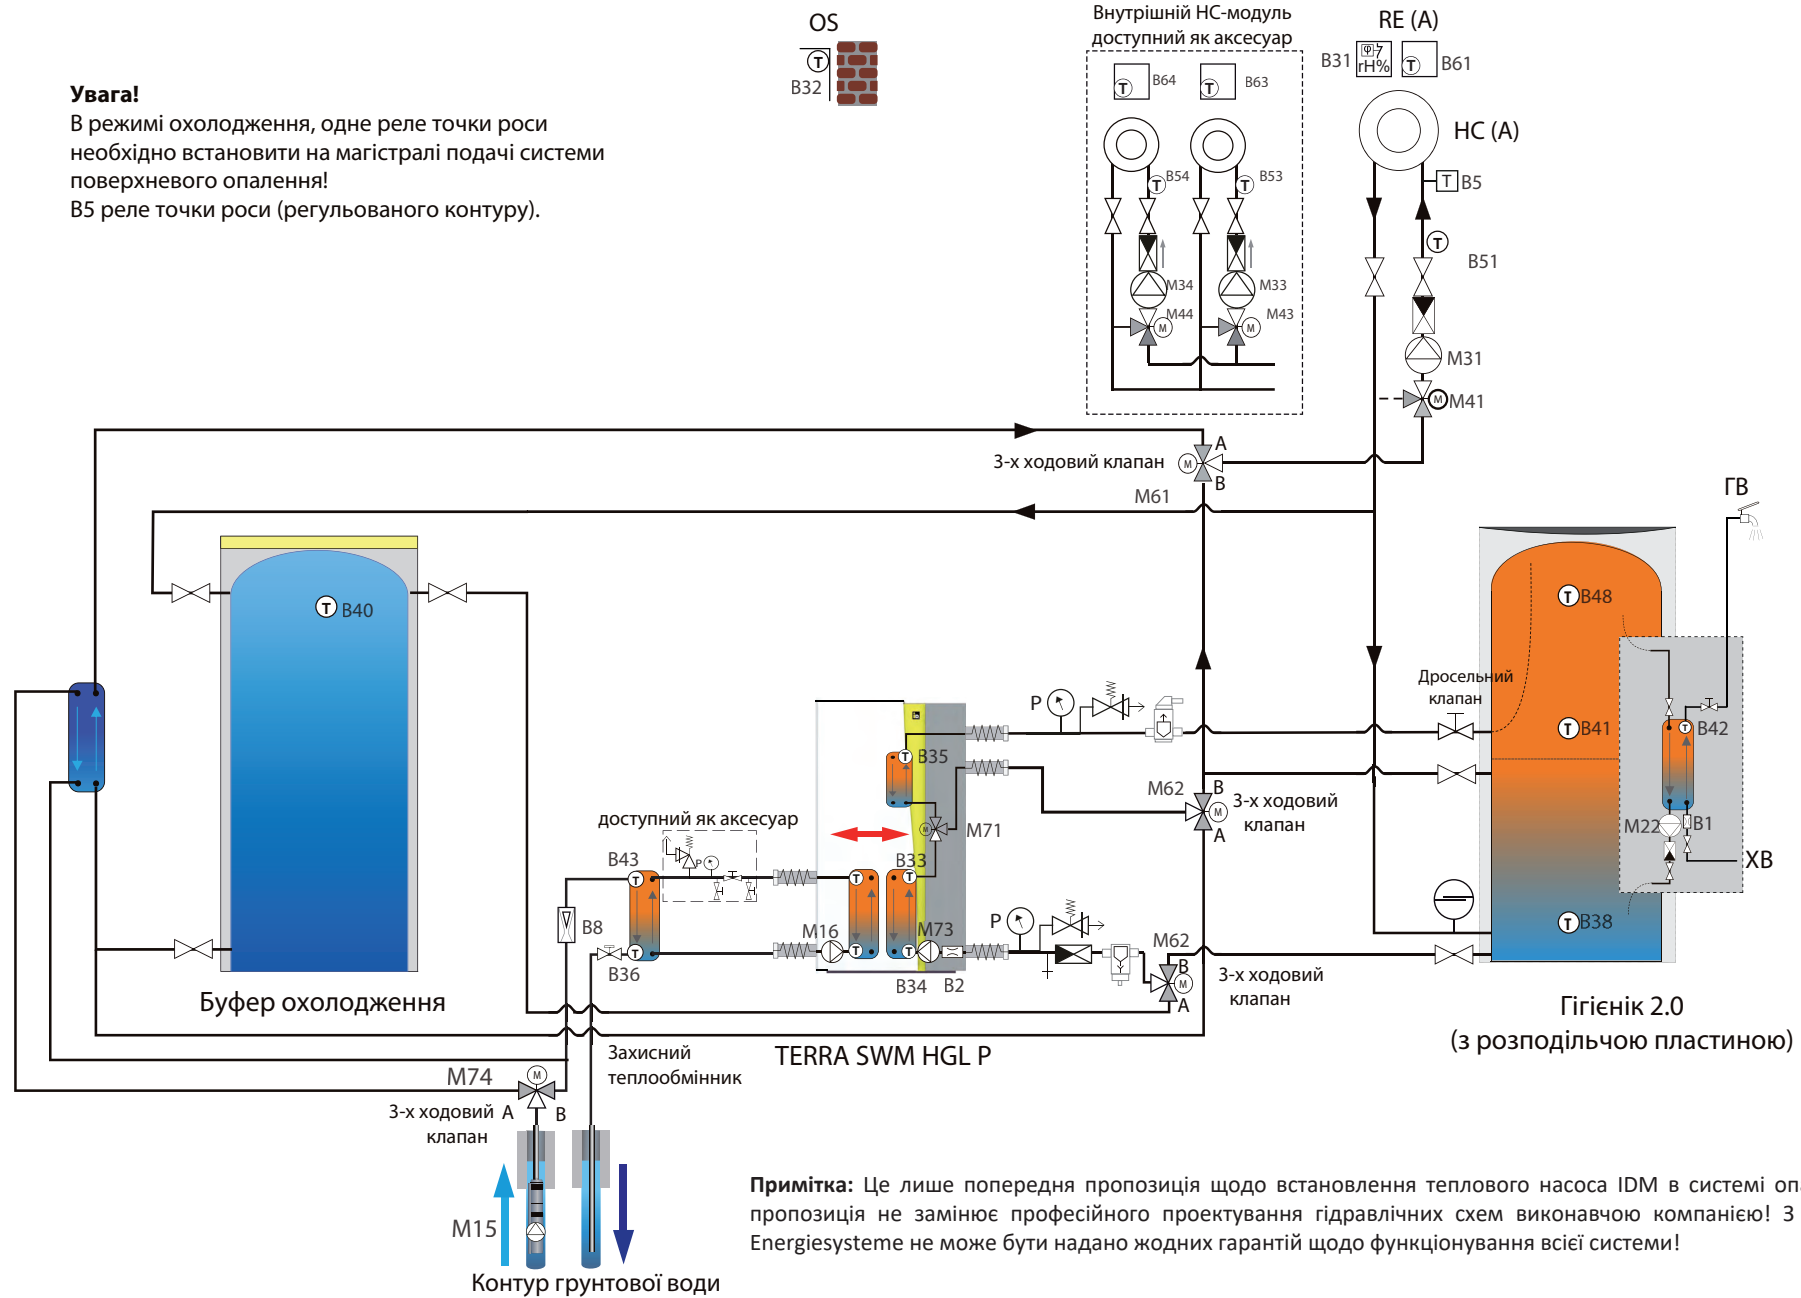 OS
B32
Увага!
В режимі охолодження, одне реле точки роси
необхідно встановити на магістралі подачі системи
поверхневого опалення!
B5 реле точки роси (регульованого контуру).
Внутрішній НС-модуль
доступний як аксесуар
B64
B63
B54
B53
M34
M33
M44
M43
RE (A)
B31
rH%
B61
HC (A)
B5
B51
M31
M41
A
3-х ходовий клапан
B
M61
ГВ
B40
B48
Дросельний
клапан
B41
B42
M22
B1
ХВ
B38
P
B35
M62
B
3-х ходовий
клапан
A
M71
доступний як аксесуар
B43
P
B33
B8
M16
M73
B36
B34
B2
P
M62
B
3-х ходовий
клапан
A
Буфер охолодження
Гігієнік 2.0
(з розподільчою пластиною)
TERRA SWM HGL P
Захисний
теплообмінник
M74
3-х ходовий
клапан
A
B
M15
Контур грунтової води
Примітка: Це лише попередня пропозиція щодо встановлення теплового насоса IDM в системі опа
пропозиція не замінює професійного проектування гідравлічних схем виконавчою компанією! З
Energiesysteme не може бути надано жодних гарантій щодо функціонування всієї системи!